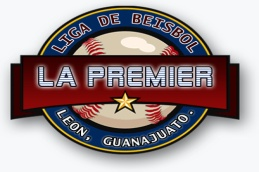 LIGA DE BEISBOL
LA PREMIER
LEON, GUANAJUATO.